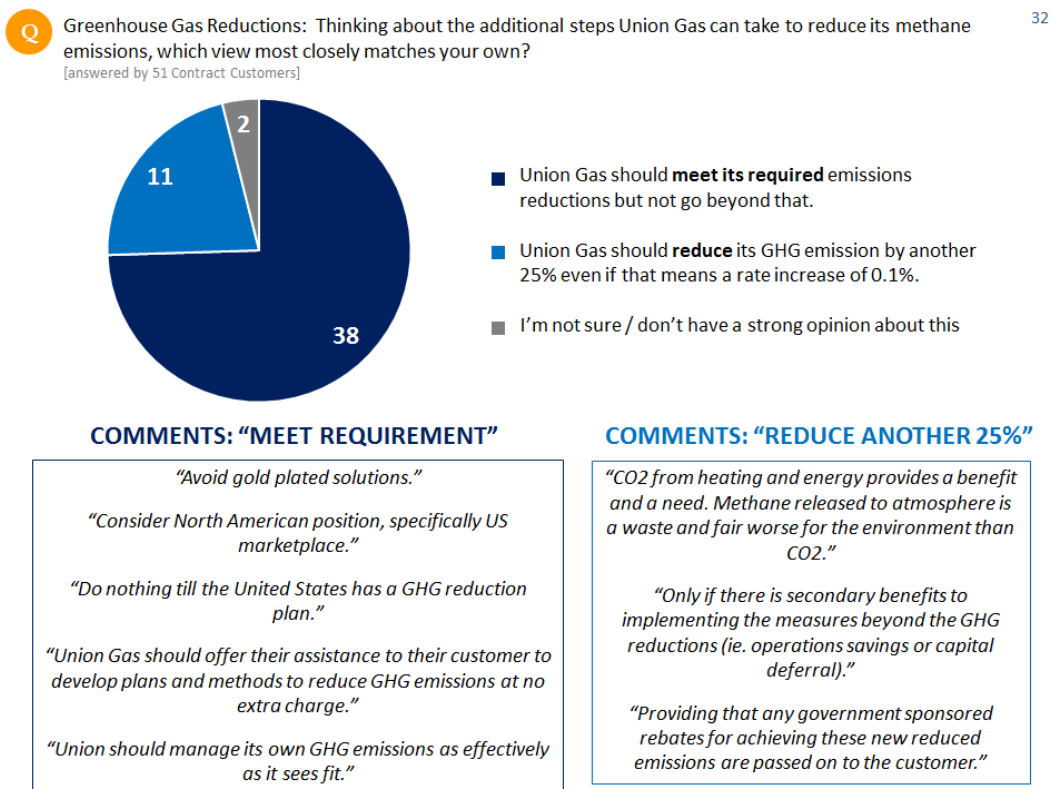 Q
32
Greenhouse Gas Reductions: Thinking about the additional steps Union Gas can take to reduce its methane
emissions, which view most closely matches your own?
[answered by 51 Contract Customers]
2
11
38
Union Gas should meet its required emissions
reductions but not go beyond that.
Union Gas should reduce its GHG emission by another
25% even if that means a rate increase of 0.1%.
I’m not sure / don’t have a strong opinion about this
COMMENTS: “MEET REQUIREMENT”
“Avoid gold plated solutions.”
“Consider North American position, specifically US
marketplace.”
“Do nothing till the United States has a GHG reduction
plan.”
“Union Gas should offer their assistance to their customer to
develop plans and methods to reduce GHG emissions at no
extra charge.”
“Union should manage its own GHG emissions as effectively
as it sees fit.”
COMMENTS: “REDUCE ANOTHER 25%”
“CO2 from heating and energy provides a benefit
and a need. Methane released to atmosphere is
a waste and fair worse for the environment than
CO2.”
“Only if there is secondary benefits to
implementing the measures beyond the GHG
reductions (ie. operations savings or capital
deferral).”
“Providing that any government sponsored
rebates for achieving these new reduced
emissions are passed on to the customer.”